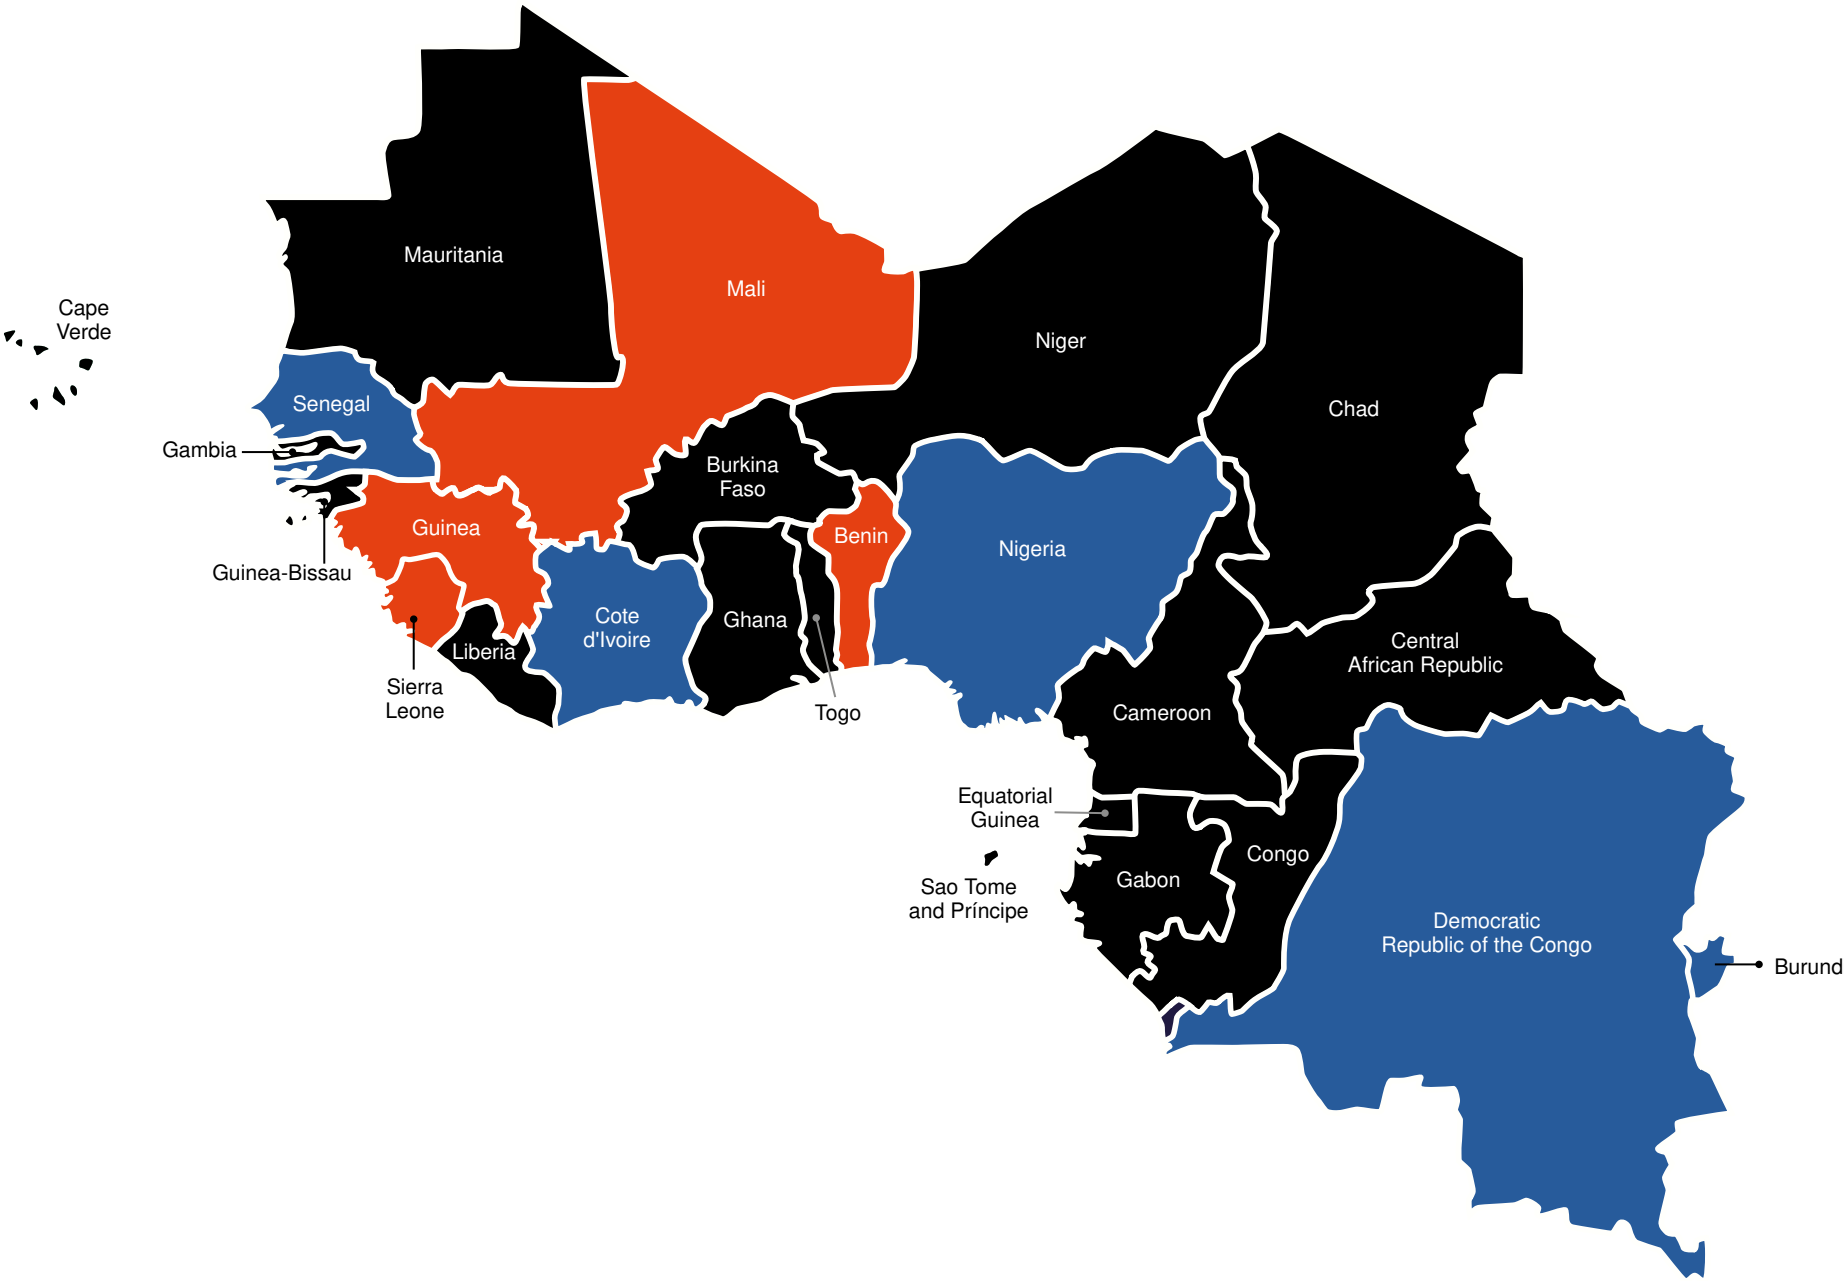 Mauritania
Mali
Cape
Verde
Niger
Senegal
Chad
Gambia
Burkina
Faso
Guinea
Benin
Nigeria
Guinea-Bissau
Cote
d'Ivoire
Ghana
Liberia
Central
African Republic
Sierra
Leone
Togo
Cameroon
Equatorial
Guinea
Congo
Gabon
Sao Tome
and Príncipe
Democratic
Republic of the Congo
Burund